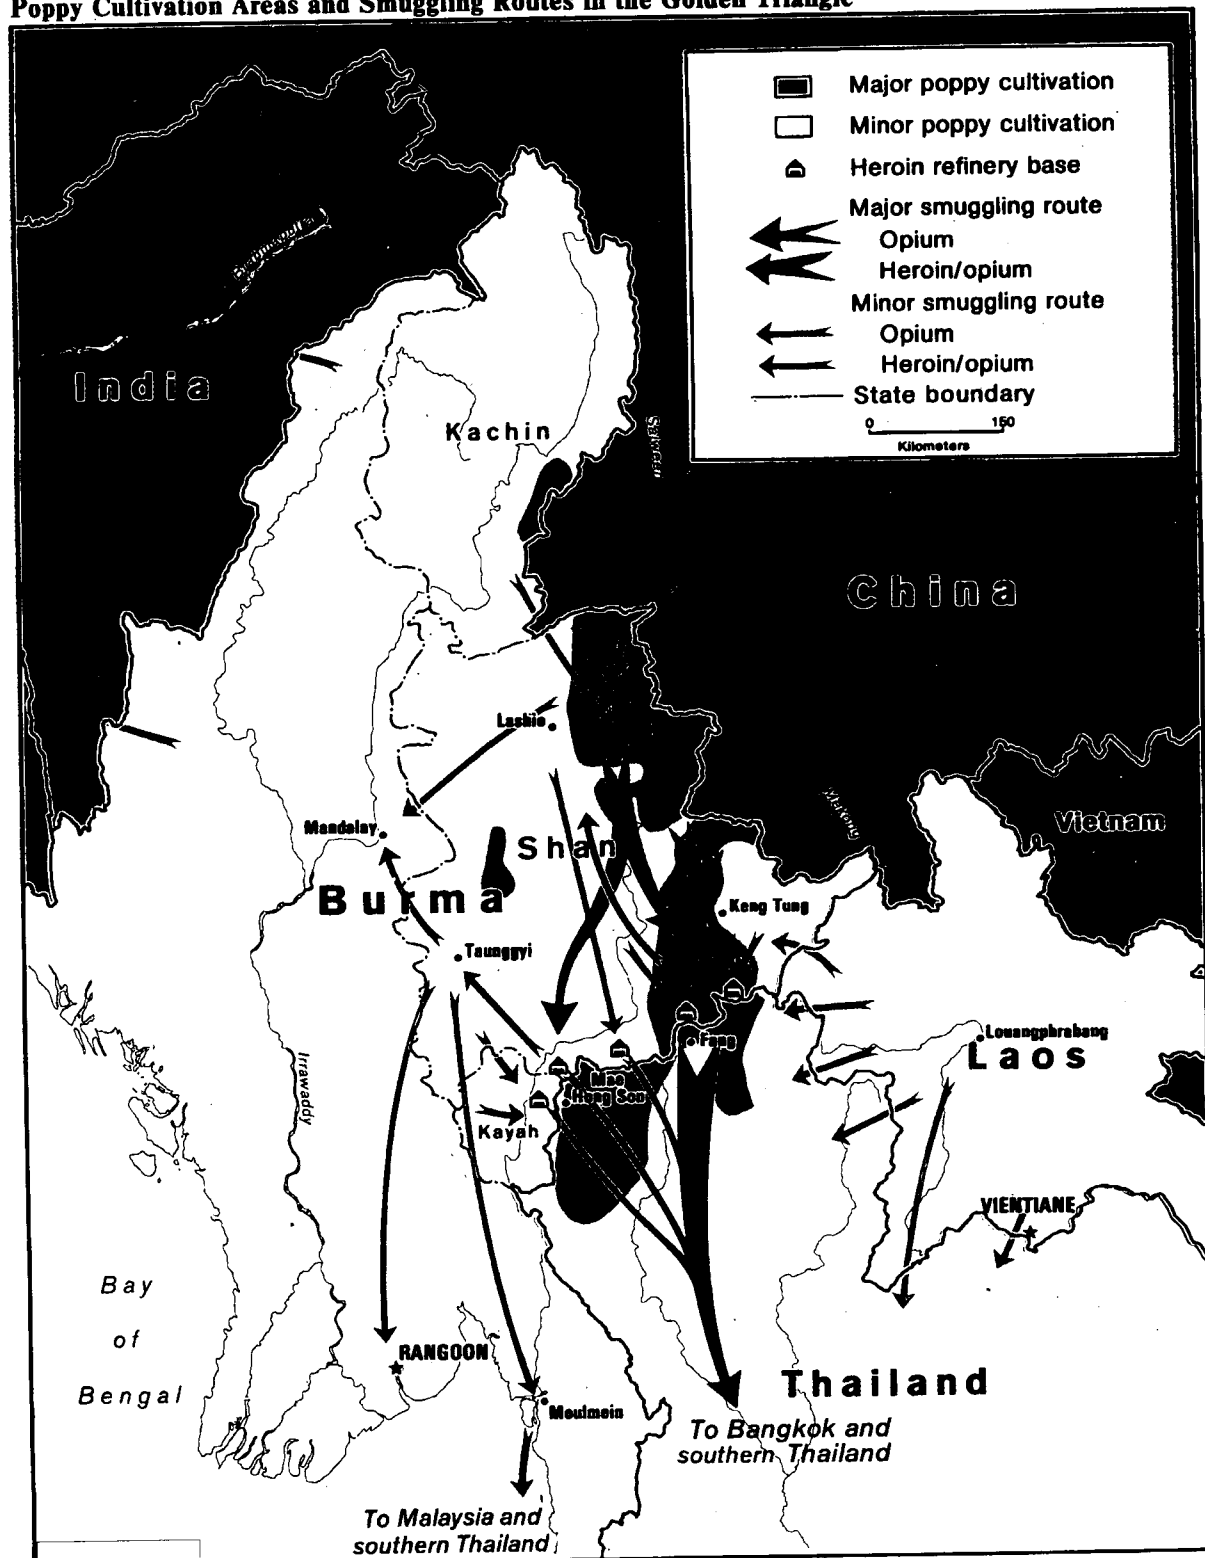 Poppy Cultivation Areas and Smuggling Routes in the Golden Triangle
Major poppy cultivation
Minor poppy cultivation
Heroin refinery base
Major smuggling route
Opium
Heroin/opium
Minor smuggling route
Opium
Heroin/opium
State boundary
0 150
Kilometers
India
Kachin
Salween
China
Lashio
Mekong
Vietnam
Mandalay
Shan
Burma
Keng Tung
Taunggyi
Louangphrabang
Fang
Laos
Irrawaddy
Mae
Hong Son
Kayah
VIENTIANE
Bay
of
Bengal
RANGOON
Thailand
Moulmein
To Bangkok and
southern Thailand
To Malaysia and
southern Thailand